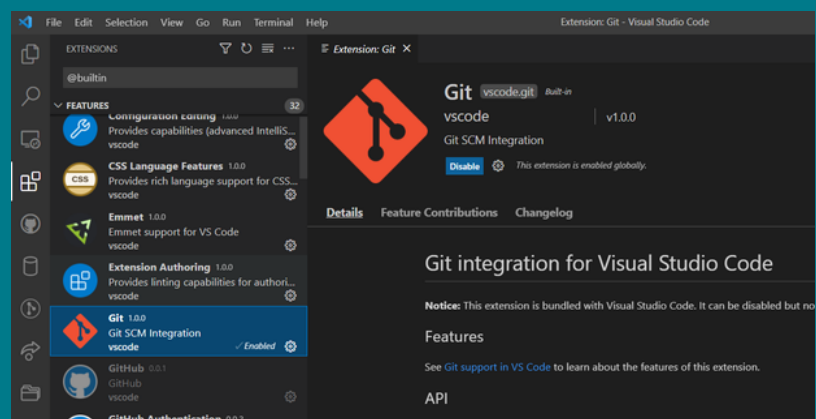 File Edit Selection View Go Run Terminal Help
Extension: Git - Visual Studio Code
EXTENSIONS
@builtin
FEATURES 32
Configuration Editing 1.0.0
Provides capabilities (advanced IntelliS...
vscode
CSS Language Features 1.0.0
Provides rich language support for CSS...
vscode
Emmet 1.0.0
Emmet support for VS Code
vscode
Extension Authoring 1.0.0
Provides linting capabilities for authori...
vscode
Git 1.0.0
Git SCM Integration
vscode ✓ Enabled
GitHub 0.0.1
GitHub
vscode
GitHub Authentication 0.0.2
Extension: Git ×
CSS
Git vscode.git Built-in
vscode | v1.0.0
Git SCM Integration
Disable This extension is enabled globally.
Details Feature Contributions Changelog
Git integration for Visual Studio Code
Notice: This extension is bundled with Visual Studio Code. It can be disabled but no
Features
See Git support in VS Code to learn about the features of this extension.
API